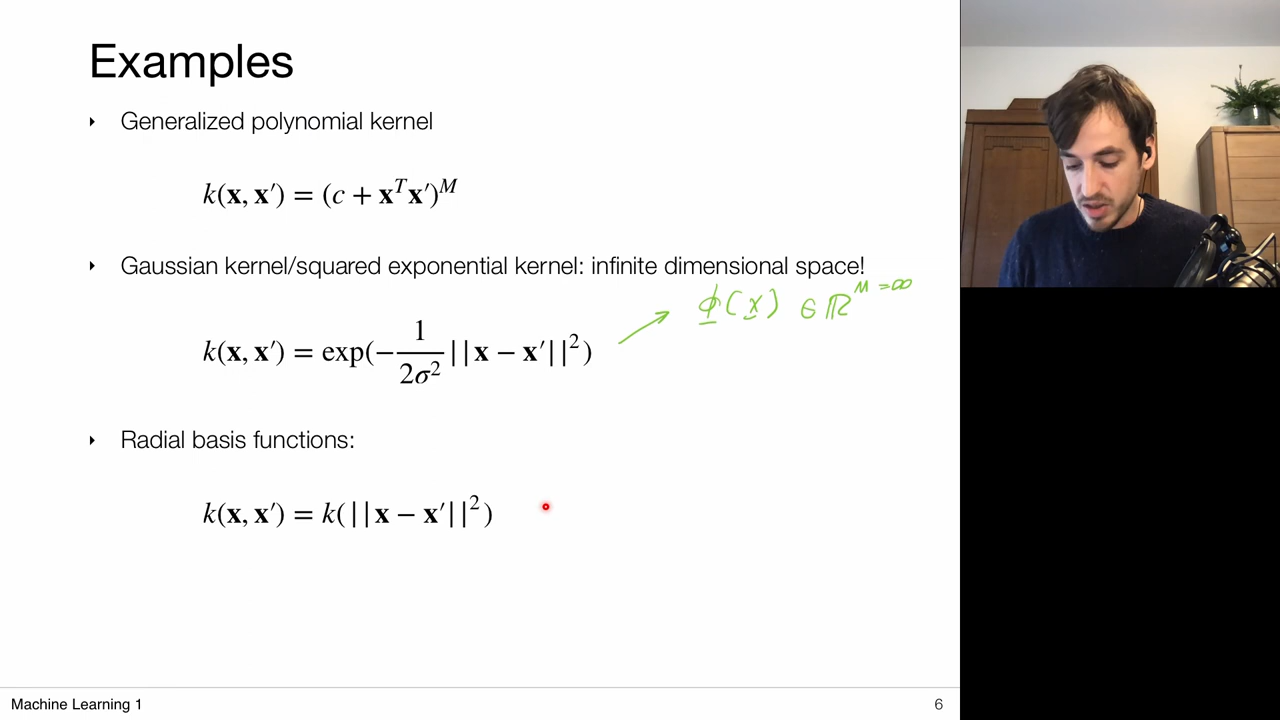 Examples
‣ Generalized polynomial kernel
k(𝐱, 𝐱′) = (c + 𝐱ᵀ𝐱′)ᴹ
‣ Gaussian kernel/squared exponential kernel: infinite dimensional space!
ϕ(x) ∈ ℝ^{M = ∞}
k(𝐱, 𝐱′) = exp(−\frac{1}{2σ²}||𝐱 − 𝐱′||²)
‣ Radial basis functions:
k(𝐱, 𝐱′) = k(||𝐱 − 𝐱′||²)
Machine Learning 1
6